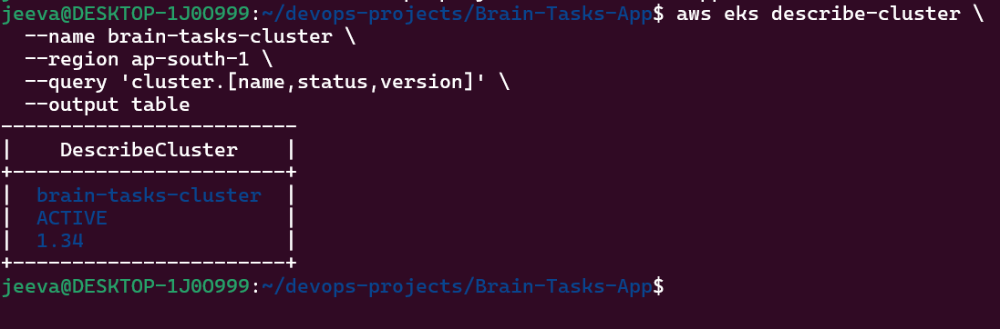 jeeva@DESKTOP-1J0O999:~/devops-projects/Brain-Tasks-App$ aws eks describe-cluster \
  --name brain-tasks-cluster \
  --region ap-south-1 \
  --query 'cluster.[name,status,version]' \
  --output table
-------------------------
|    DescribeCluster    |
+-----------------------+
|  brain-tasks-cluster  |
|  ACTIVE               |
|  1.34                 |
+-----------------------+
jeeva@DESKTOP-1J0O999:~/devops-projects/Brain-Tasks-App$